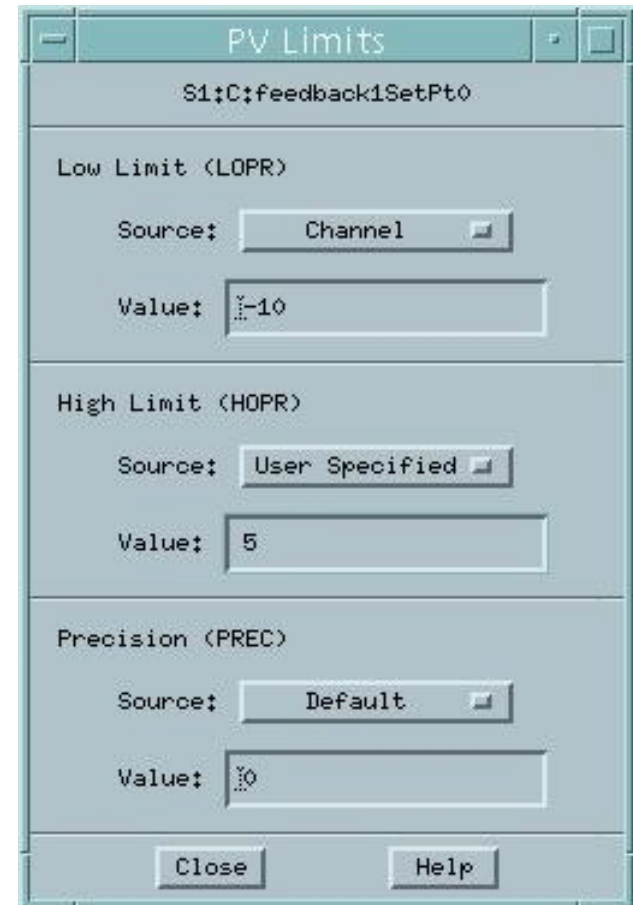 PV Limits
S1:C:feedback1SetPt0
Low Limit (LOPR)
Source: Channel
Value: -10
High Limit (HOPR)
Source: User Specified
Value: 5
Precision (PREC)
Source: Default
Value: 0
Close Help